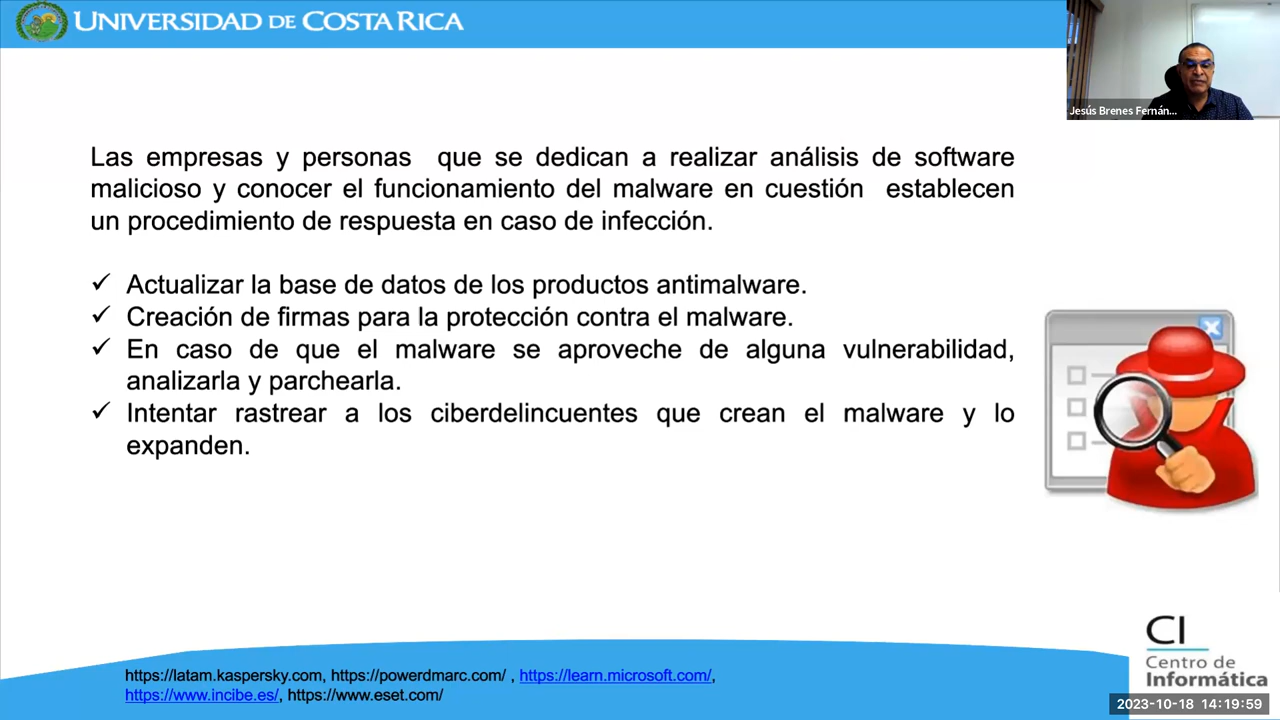 UNIVERSIDAD DE COSTA RICA
Jesús Brenes Fernán...
Las empresas y personas que se dedican a realizar análisis de software
malicioso y conocer el funcionamiento del malware en cuestión establecen
un procedimiento de respuesta en caso de infección.
✓ Actualizar la base de datos de los productos antimalware.
✓ Creación de firmas para la protección contra el malware.
✓ En caso de que el malware se aproveche de alguna vulnerabilidad,
analizarla y parchearla.
✓ Intentar rastrear a los ciberdelincuentes que crean el malware y lo
expanden.
https://latam.kaspersky.com, https://powerdmarc.com/ , https://learn.microsoft.com/,
https://www.incibe.es/, https://www.eset.com/
CI
Centro de
Informática
2023-10-18 14:19:59